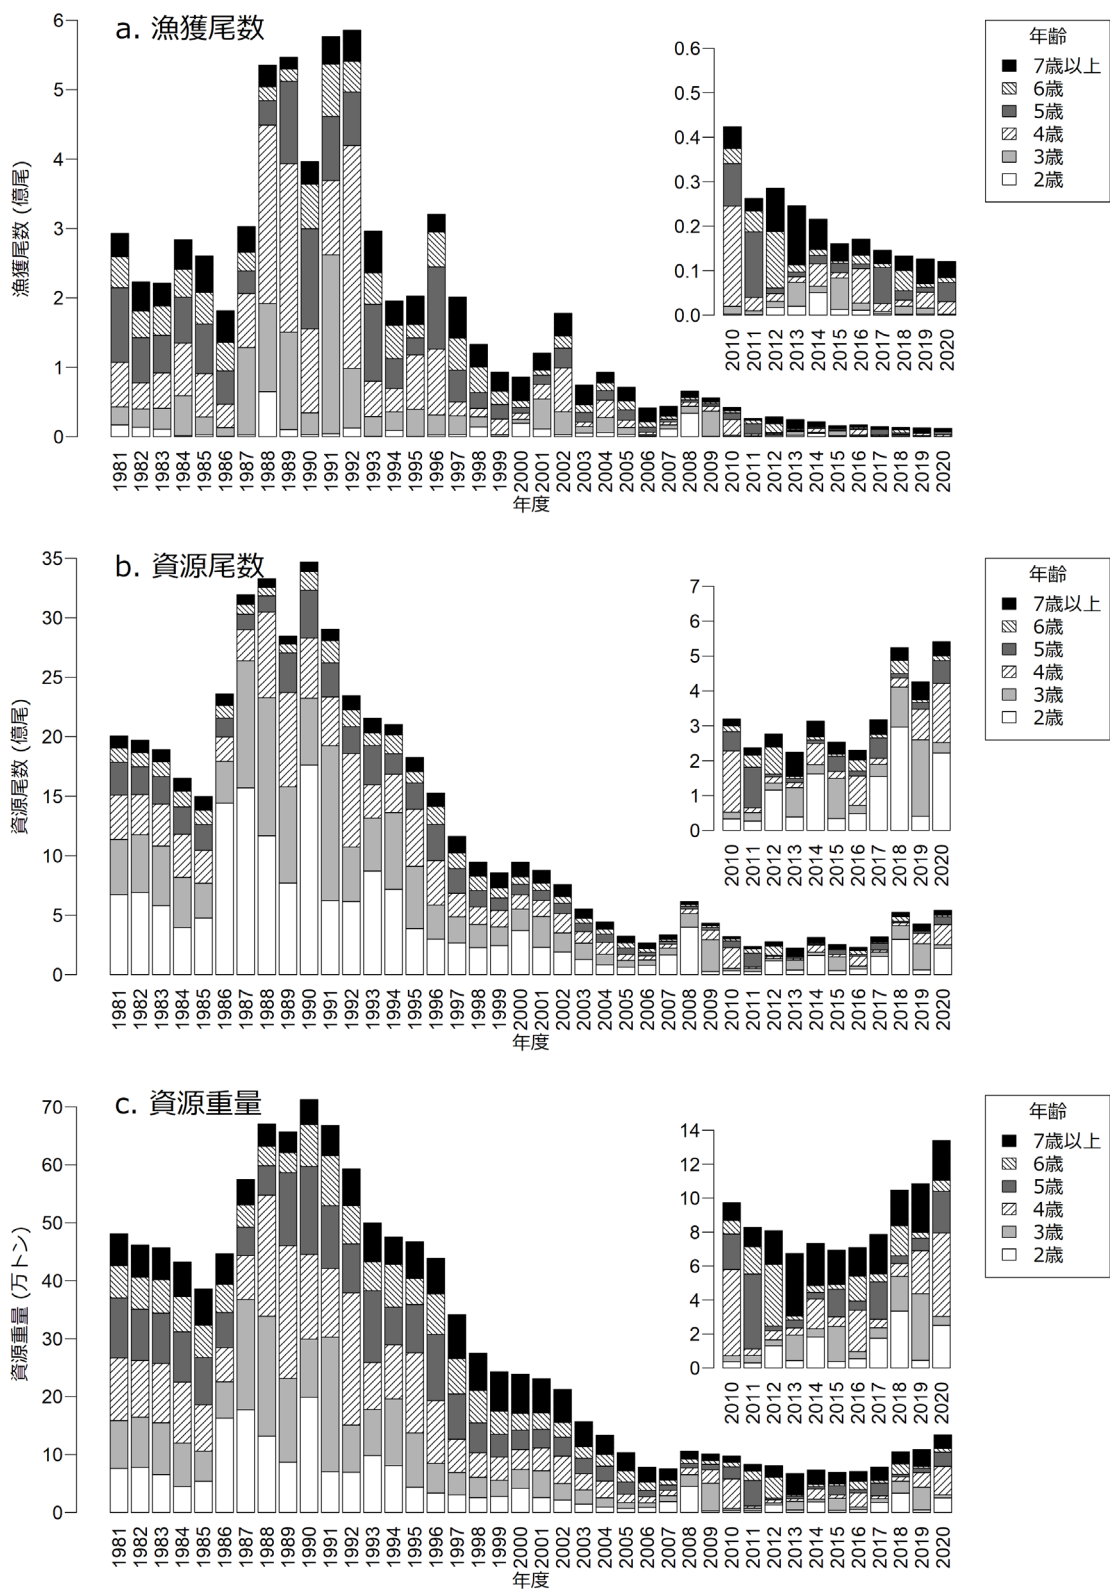 a. 漁獲尾数
漁獲尾数 (億尾)
6
5
4
3
2
1
0
1981 1982 1983 1984 1985 1986 1987 1988 1989 1990 1991 1992 1993 1994 1995 1996 1997 1998 1999 2000 2001 2002 2003 2004 2005 2006 2007 2008 2009 2010 2011 2012 2013 2014 2015 2016 2017 2018 2019 2020
年度
0.6
0.5
0.4
0.3
0.2
0.1
0.0
2010 2011 2012 2013 2014 2015 2016 2017 2018 2019 2020
年齢
7歳以上
6歳
5歳
4歳
3歳
2歳
b. 資源尾数
資源尾数 (億尾)
35
30
25
20
15
10
5
0
1981 1982 1983 1984 1985 1986 1987 1988 1989 1990 1991 1992 1993 1994 1995 1996 1997 1998 1999 2000 2001 2002 2003 2004 2005 2006 2007 2008 2009 2010 2011 2012 2013 2014 2015 2016 2017 2018 2019 2020
年度
7
6
5
4
3
2
1
0
2010 2011 2012 2013 2014 2015 2016 2017 2018 2019 2020
年齢
7歳以上
6歳
5歳
4歳
3歳
2歳
c. 資源重量
資源重量 (万トン)
70
60
50
40
30
20
10
0
1981 1982 1983 1984 1985 1986 1987 1988 1989 1990 1991 1992 1993 1994 1995 1996 1997 1998 1999 2000 2001 2002 2003 2004 2005 2006 2007 2008 2009 2010 2011 2012 2013 2014 2015 2016 2017 2018 2019 2020
年度
14
12
10
8
6
4
2
0
2010 2011 2012 2013 2014 2015 2016 2017 2018 2019 2020
年齢
7歳以上
6歳
5歳
4歳
3歳
2歳